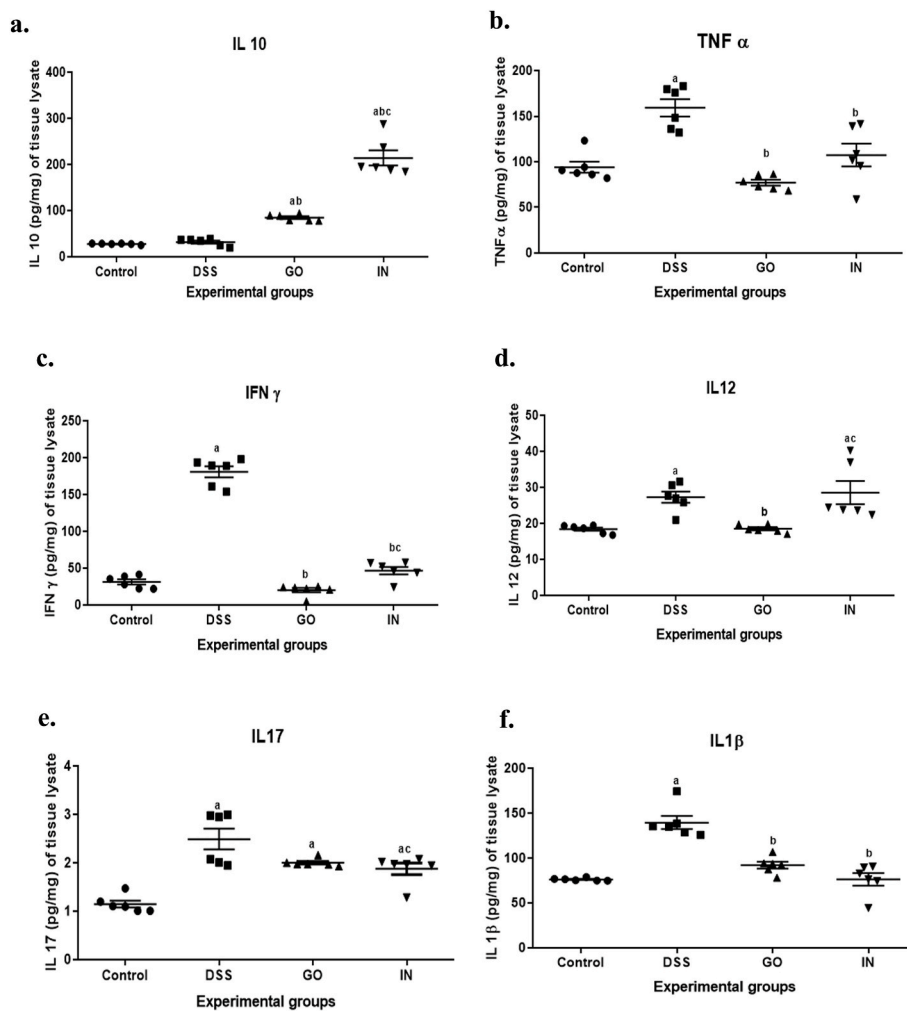 a.
IL 10
IL 10 (pg/mg) of tissue lysate
400
300
200
100
0
abc
ab
Control DSS GO IN
Experimental groups
b.
TNF α
TNFα (pg/mg) of tissue lysate
200
150
100
50
0
a
b
b
Control DSS GO IN
Experimental groups
c.
IFN γ
IFN γ (pg/mg) of tissue lysate
250
200
150
100
50
0
a
b
bc
Control DSS GO IN
Experimental groups
d.
IL12
IL 12 (pg/mg) of tissue lysate
50
40
30
20
10
0
a
b
ac
Control DSS GO IN
Experimental groups
e.
IL17
IL 17 (pg/mg) of tissue lysate
4
3
2
1
0
a
a
ac
Control DSS GO IN
Experimental groups
f.
IL1β
IL1β (pg/mg) of tissue lysate
200
150
100
50
0
a
b
b
Control DSS GO IN
Experimental groups